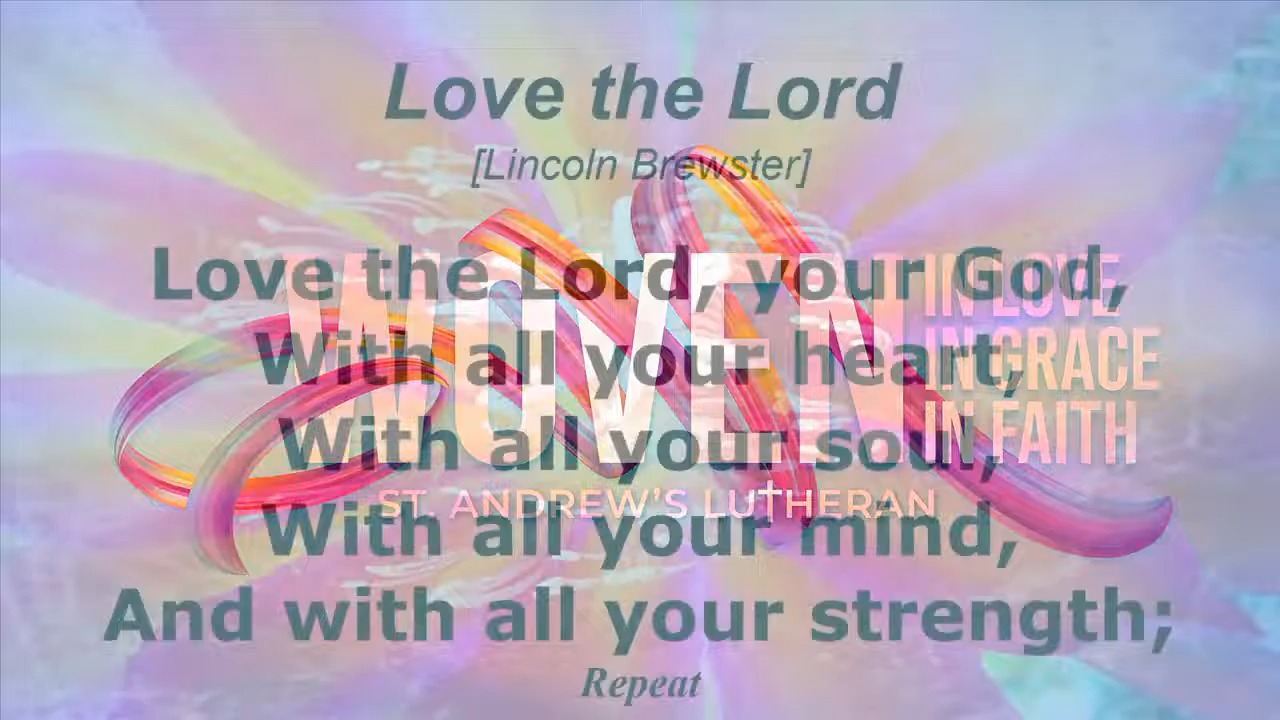 Love the Lord
[Lincoln Brewster]
Love the Lord, your God,
With all your heart,
With all your soul,
With all your mind,
And with all your strength;
Repeat
WOVEN
IN LOVE
IN GRACE
IN FAITH
ST. ANDREW'S LUTHERAN